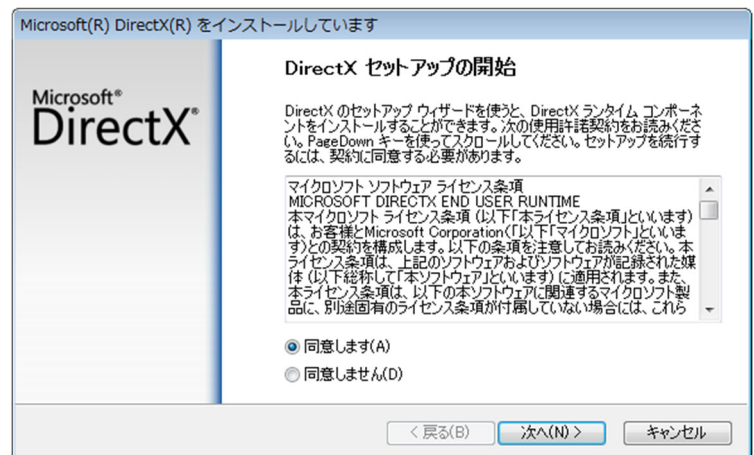 Microsoft(R) DirectX(R) をインストールしています
Microsoft®
DirectX®
DirectX セットアップの開始
DirectX のセットアップ ウィザードを使うと、DirectX ランタイム コンポーネ
ントをインストールすることができます。次の使用許諾契約をお読みくださ
い。PageDown キーを使ってスクロールしてください。セットアップを続行す
るには、契約に同意する必要があります。
マイクロソフト ソフトウェア ライセンス条項
MICROSOFT DIRECTX END USER RUNTIME
本マイクロソフト ライセンス条項 (以下「本ライセンス条項」といいます)
は、お客様とMicrosoft Corporation(「以下「マイクロソフト」といいま
す)との契約を構成します。以下の条項を注意してお読みください。本
ライセンス条項は、上記のソフトウェアおよびソフトウェアが記録された媒
体 (以下総称して「本ソフトウェア」といいます) に適用されます。また、
本ライセンス条項は、以下の本ソフトウェアに関連するマイクロソフト製
品に、別途固有のライセンス条項が付属していない場合には、これら
同意します(A)
同意しません(D)
< 戻る(B)
次へ(N) >
キャンセル